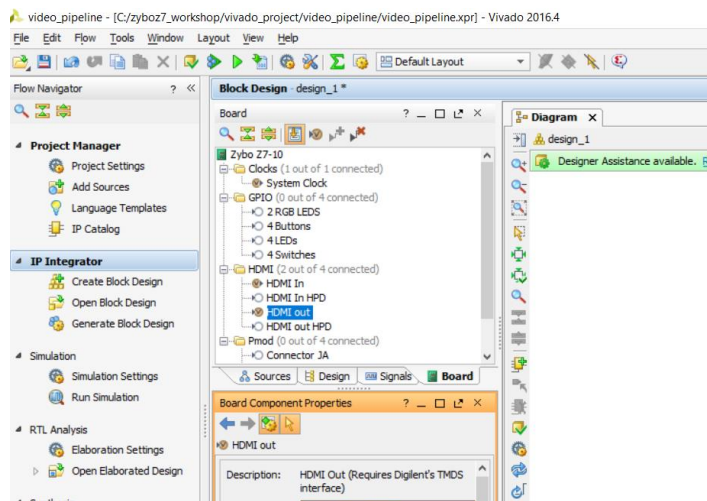 video_pipeline - [C:/zyboz7_workshop/vivado_project/video_pipeline/video_pipeline.xpr] - Vivado 2016.4
File Edit Flow Tools Window Layout View Help
Default Layout
Flow Navigator
Project Manager
Project Settings
Add Sources
Language Templates
IP Catalog
IP Integrator
Create Block Design
Open Block Design
Generate Block Design
Simulation
Simulation Settings
Run Simulation
RTL Analysis
Elaboration Settings
Open Elaborated Design
Block Design - design_1 *
Board
Zybo Z7-10
Clocks (1 out of 1 connected)
System Clock
GPIO (0 out of 4 connected)
2 RGB LEDS
4 Buttons
4 LEDs
4 Switches
HDMI (2 out of 4 connected)
HDMI In
HDMI In HPD
HDMI out
HDMI out HPD
Pmod (0 out of 4 connected)
Connector JA
Sources Design Signals Board
Board Component Properties
HDMI out
Description: HDMI Out (Requires Digilent's TMDS
interface)
Diagram
design_1
Designer Assistance available.